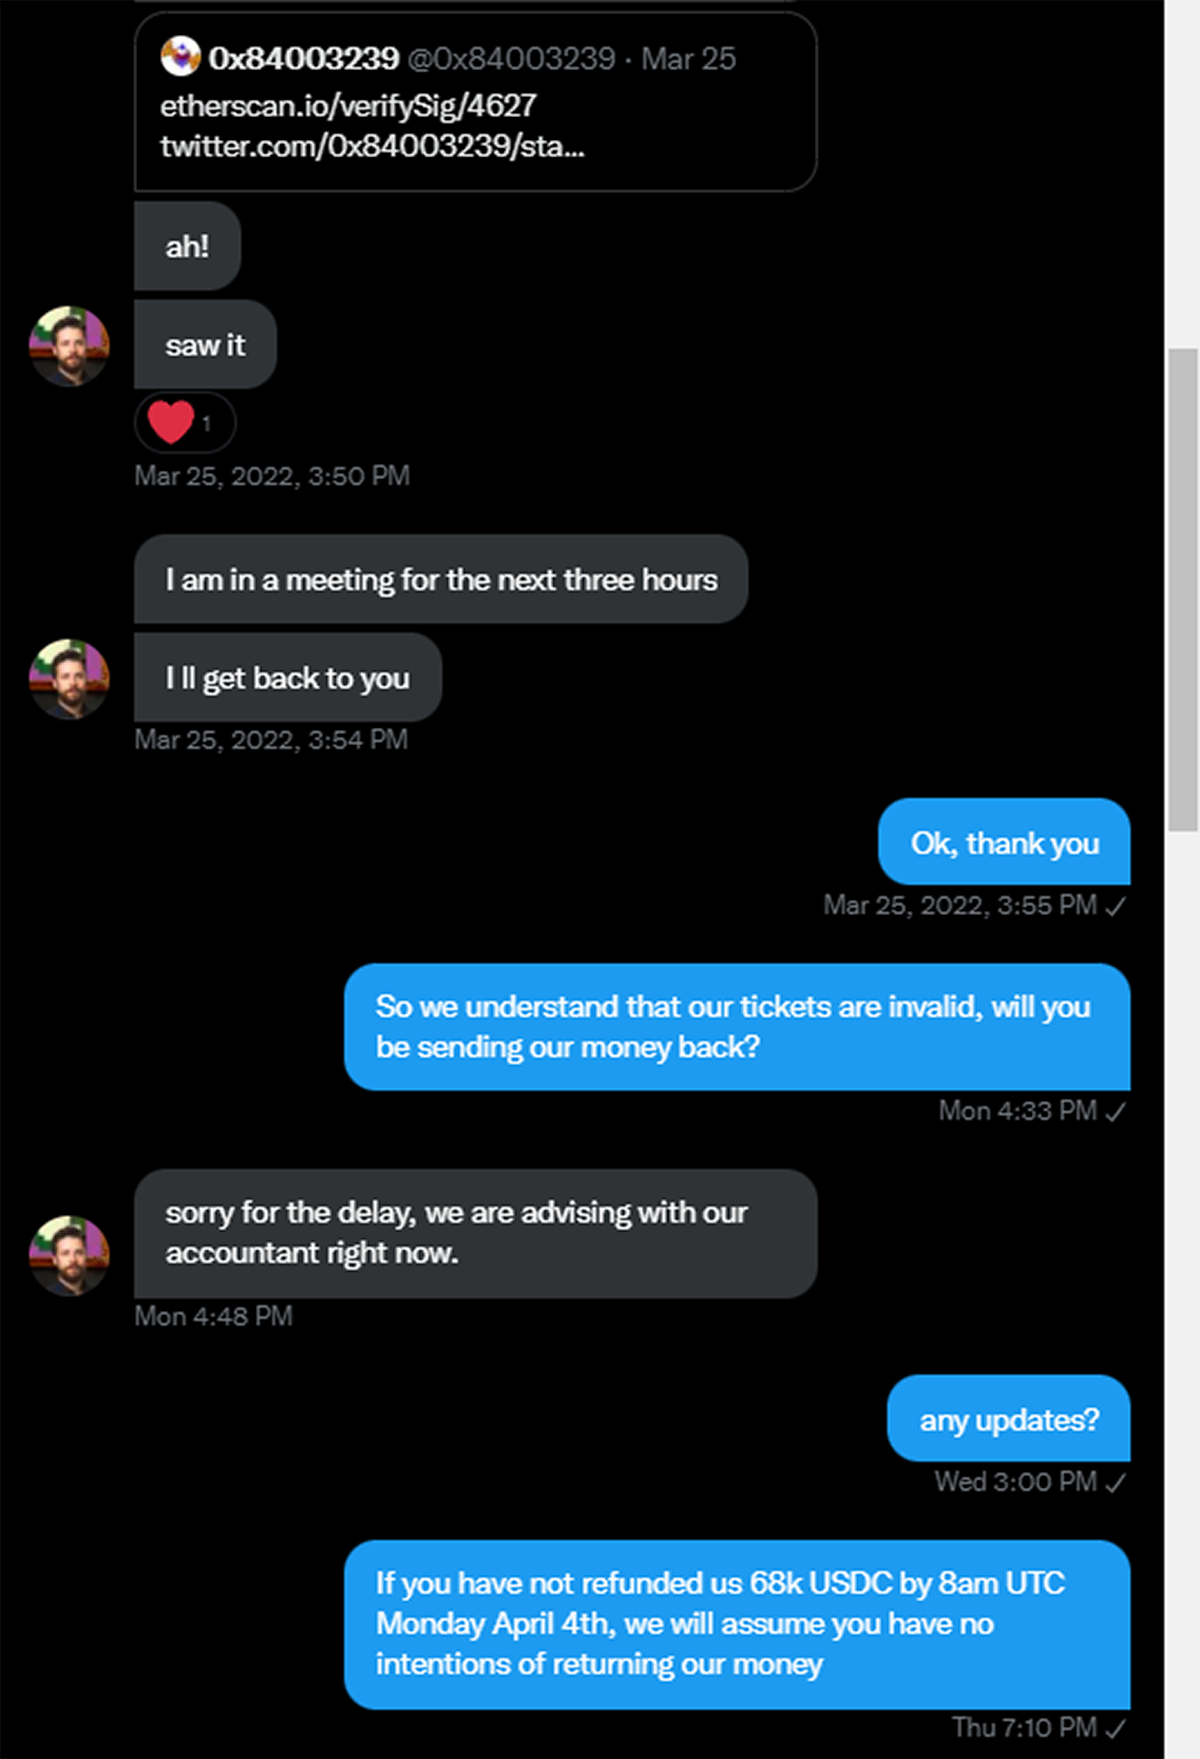 0x84003239 @0x84003239 · Mar 25
etherscan.io/verifySig/4627
twitter.com/0x84003239/sta...
ah!
saw it
1
Mar 25, 2022, 3:50 PM
I am in a meeting for the next three hours
I ll get back to you
Mar 25, 2022, 3:54 PM
Ok, thank you
Mar 25, 2022, 3:55 PM ✓
So we understand that our tickets are invalid, will you
be sending our money back?
Mon 4:33 PM ✓
sorry for the delay, we are advising with our
accountant right now.
Mon 4:48 PM
any updates?
Wed 3:00 PM ✓
If you have not refunded us 68k USDC by 8am UTC
Monday April 4th, we will assume you have no
intentions of returning our money
Thu 7:10 PM ✓